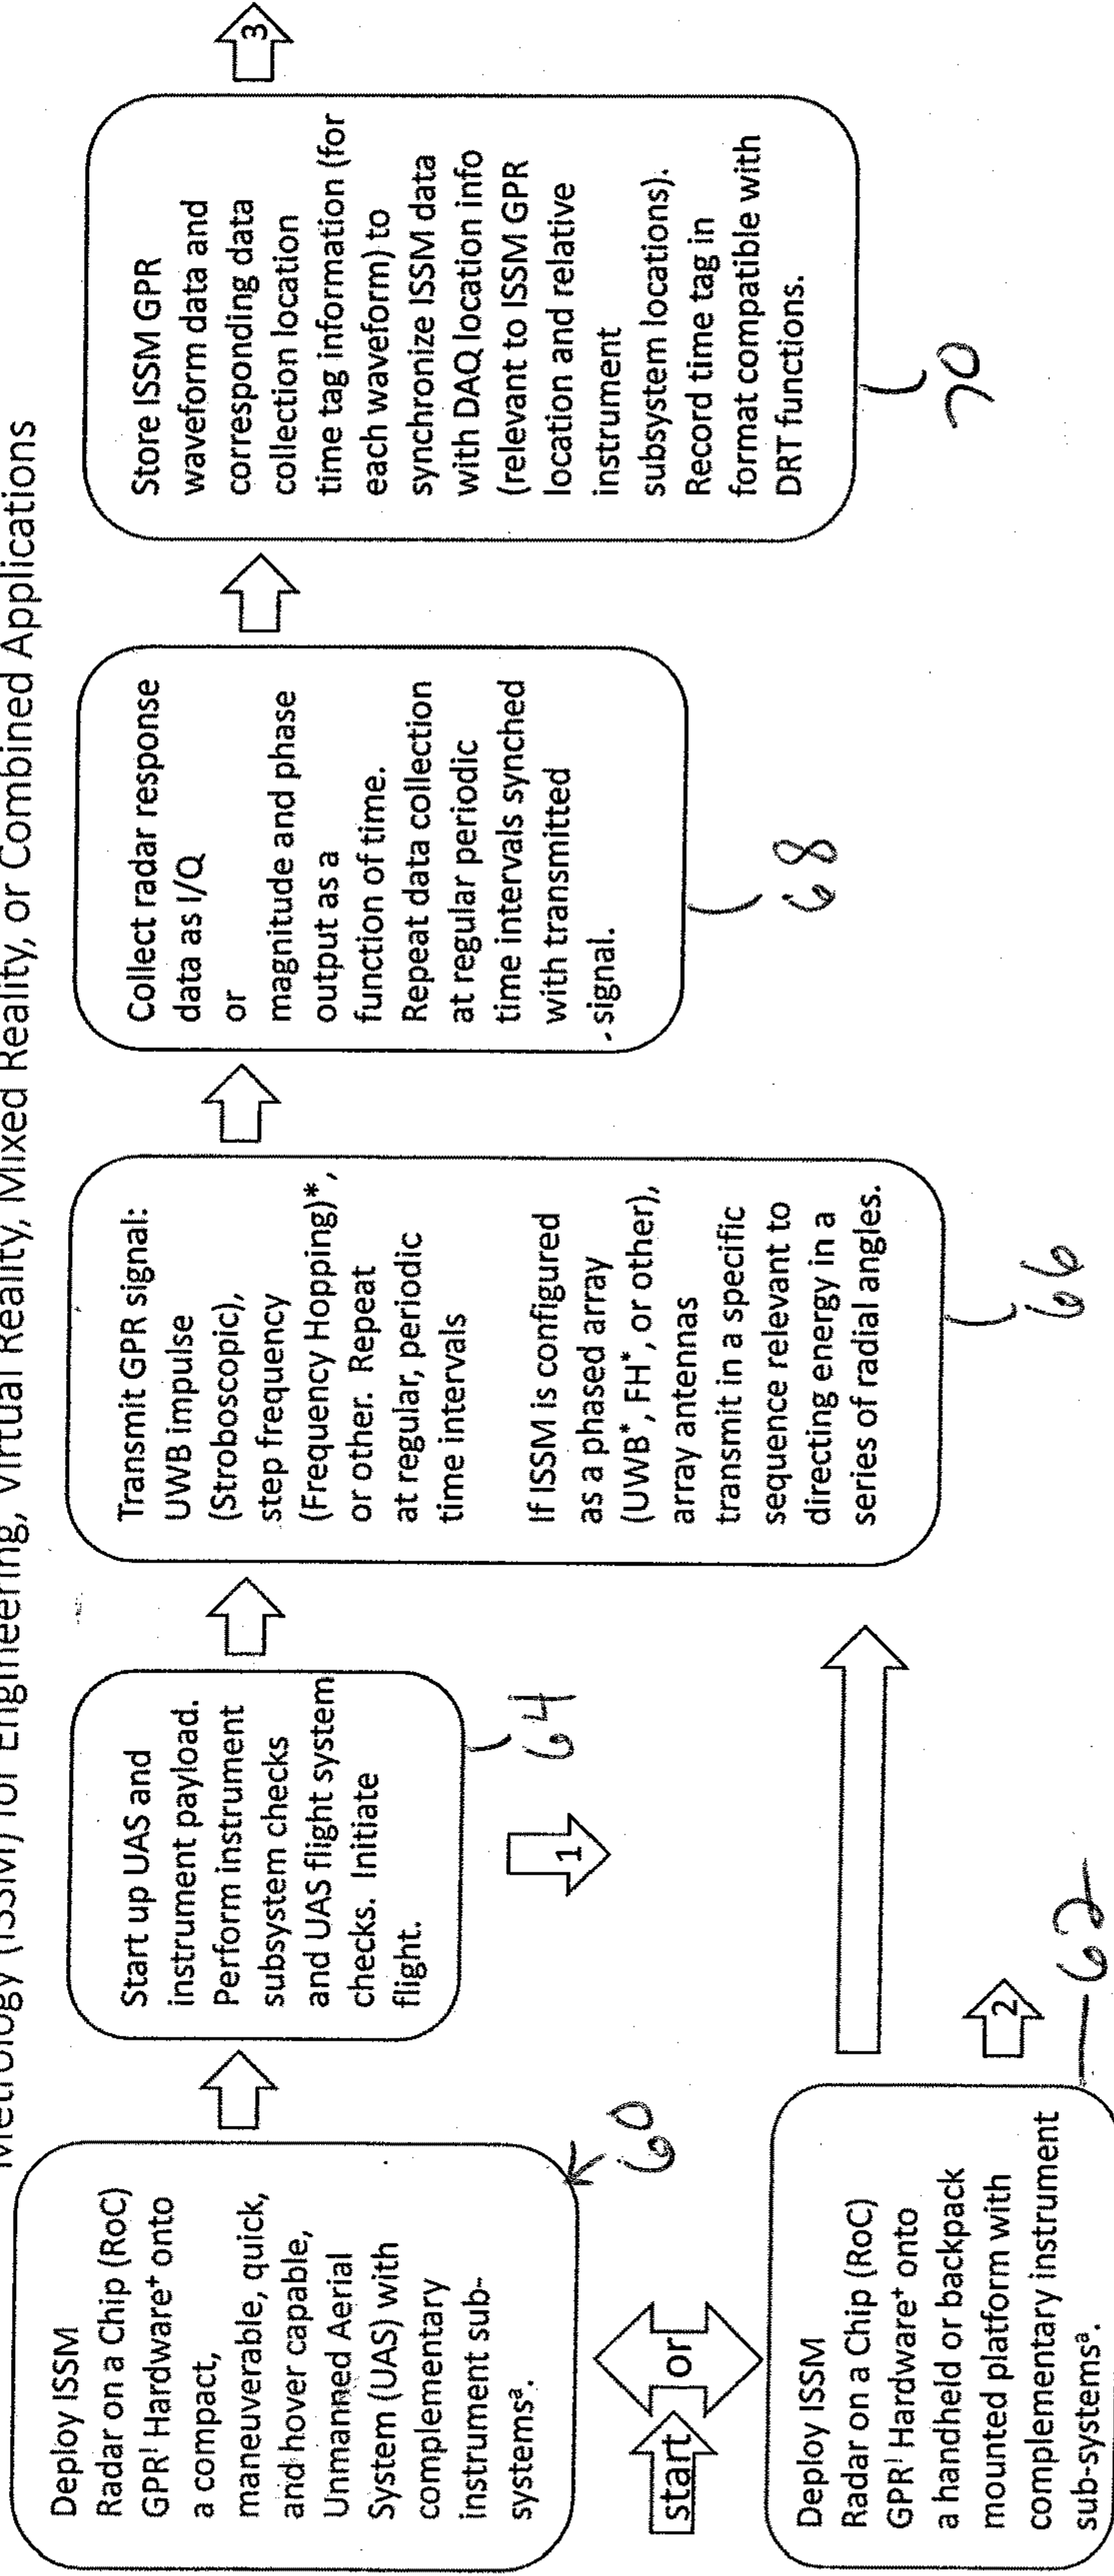 Metrology (ISSM) for Engineering, Virtual Reality, Mixed Reality, or Combined Applications
Deploy ISSM
Radar on a Chip (RoC)
GPR¹ Hardware⁺ onto
a compact,
maneuverable, quick,
and hover capable,
Unmanned Aerial
System (UAS) with
complementary
instrument sub-
systemsª.
60
start
or
Deploy ISSM
Radar on a Chip (RoC)
GPR¹ Hardware⁺ onto
a handheld or backpack
mounted platform with
complementary instrument
sub-systemsª.
62
2
Start up UAS and
instrument payload.
Perform instrument
subsystem checks
and UAS flight system
checks. Initiate
flight.
64
1
Transmit GPR signal:
UWB impulse
(Stroboscopic),
step frequency
(Frequency Hopping)*,
or other. Repeat
at regular, periodic
time intervals
If ISSM is configured
as a phased array
(UWB*, FH*, or other),
array antennas
transmit in a specific
sequence relevant to
directing energy in a
series of radial angles.
66
Collect radar response
data as I/Q
or
magnitude and phase
output as a
function of time.
Repeat data collection
at regular periodic
time intervals synched
with transmitted
signal.
68
Store ISSM GPR
waveform data and
corresponding data
collection location
time tag information (for
each waveform) to
synchronize ISSM data
with DAQ location info
(relevant to ISSM GPR
location and relative
instrument
subsystem locations).
Record time tag in
format compatible with
DRT functions.
70
3